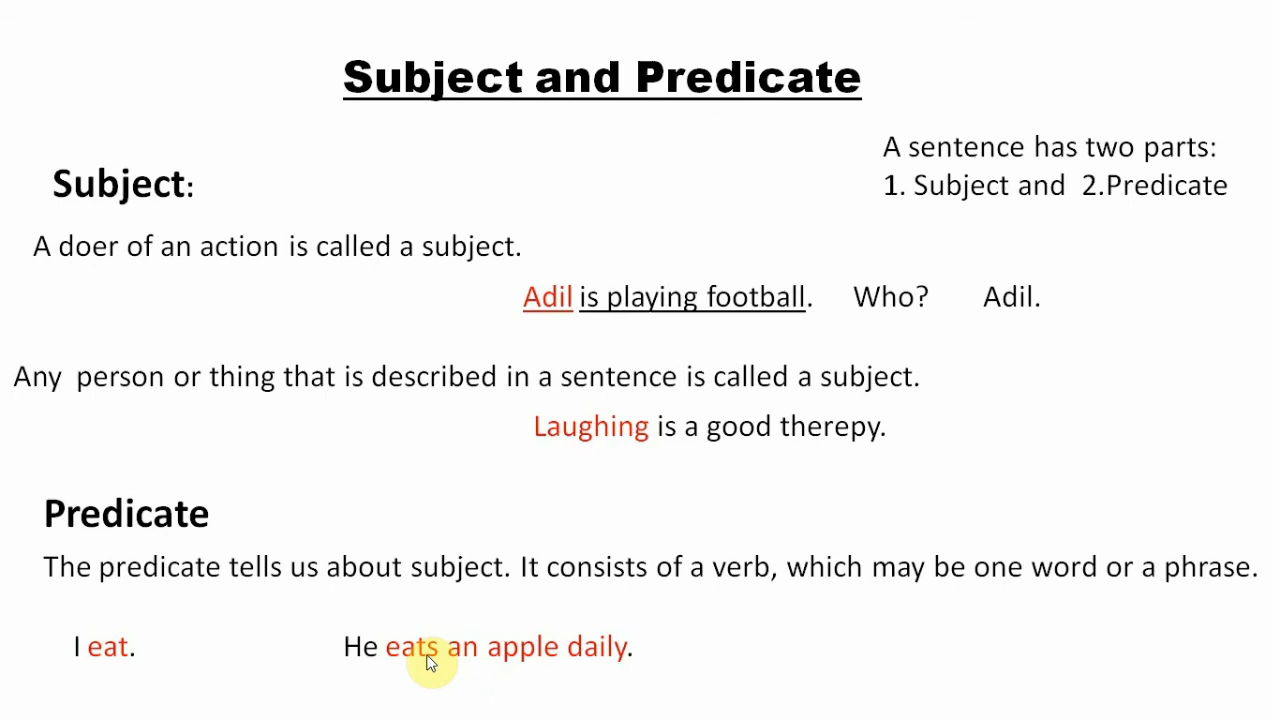 Subject and Predicate
A sentence has two parts:
1. Subject and 2.Predicate
Subject:
A doer of an action is called a subject.
Adil is playing football. Who? Adil.
Any person or thing that is described in a sentence is called a subject.
Laughing is a good therepy.
Predicate
The predicate tells us about subject. It consists of a verb, which may be one word or a phrase.
I eat. He eats an apple daily.